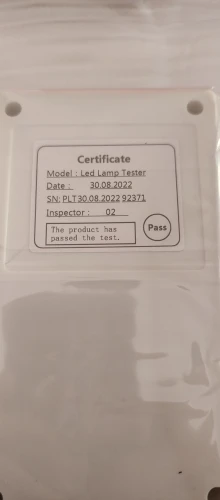 Certificate
Model : Led Lamp Tester
Date : 30.08.2022
SN: PLT30.08.2022 92371
Inspector : 02
The product has
passed the test.
Pass